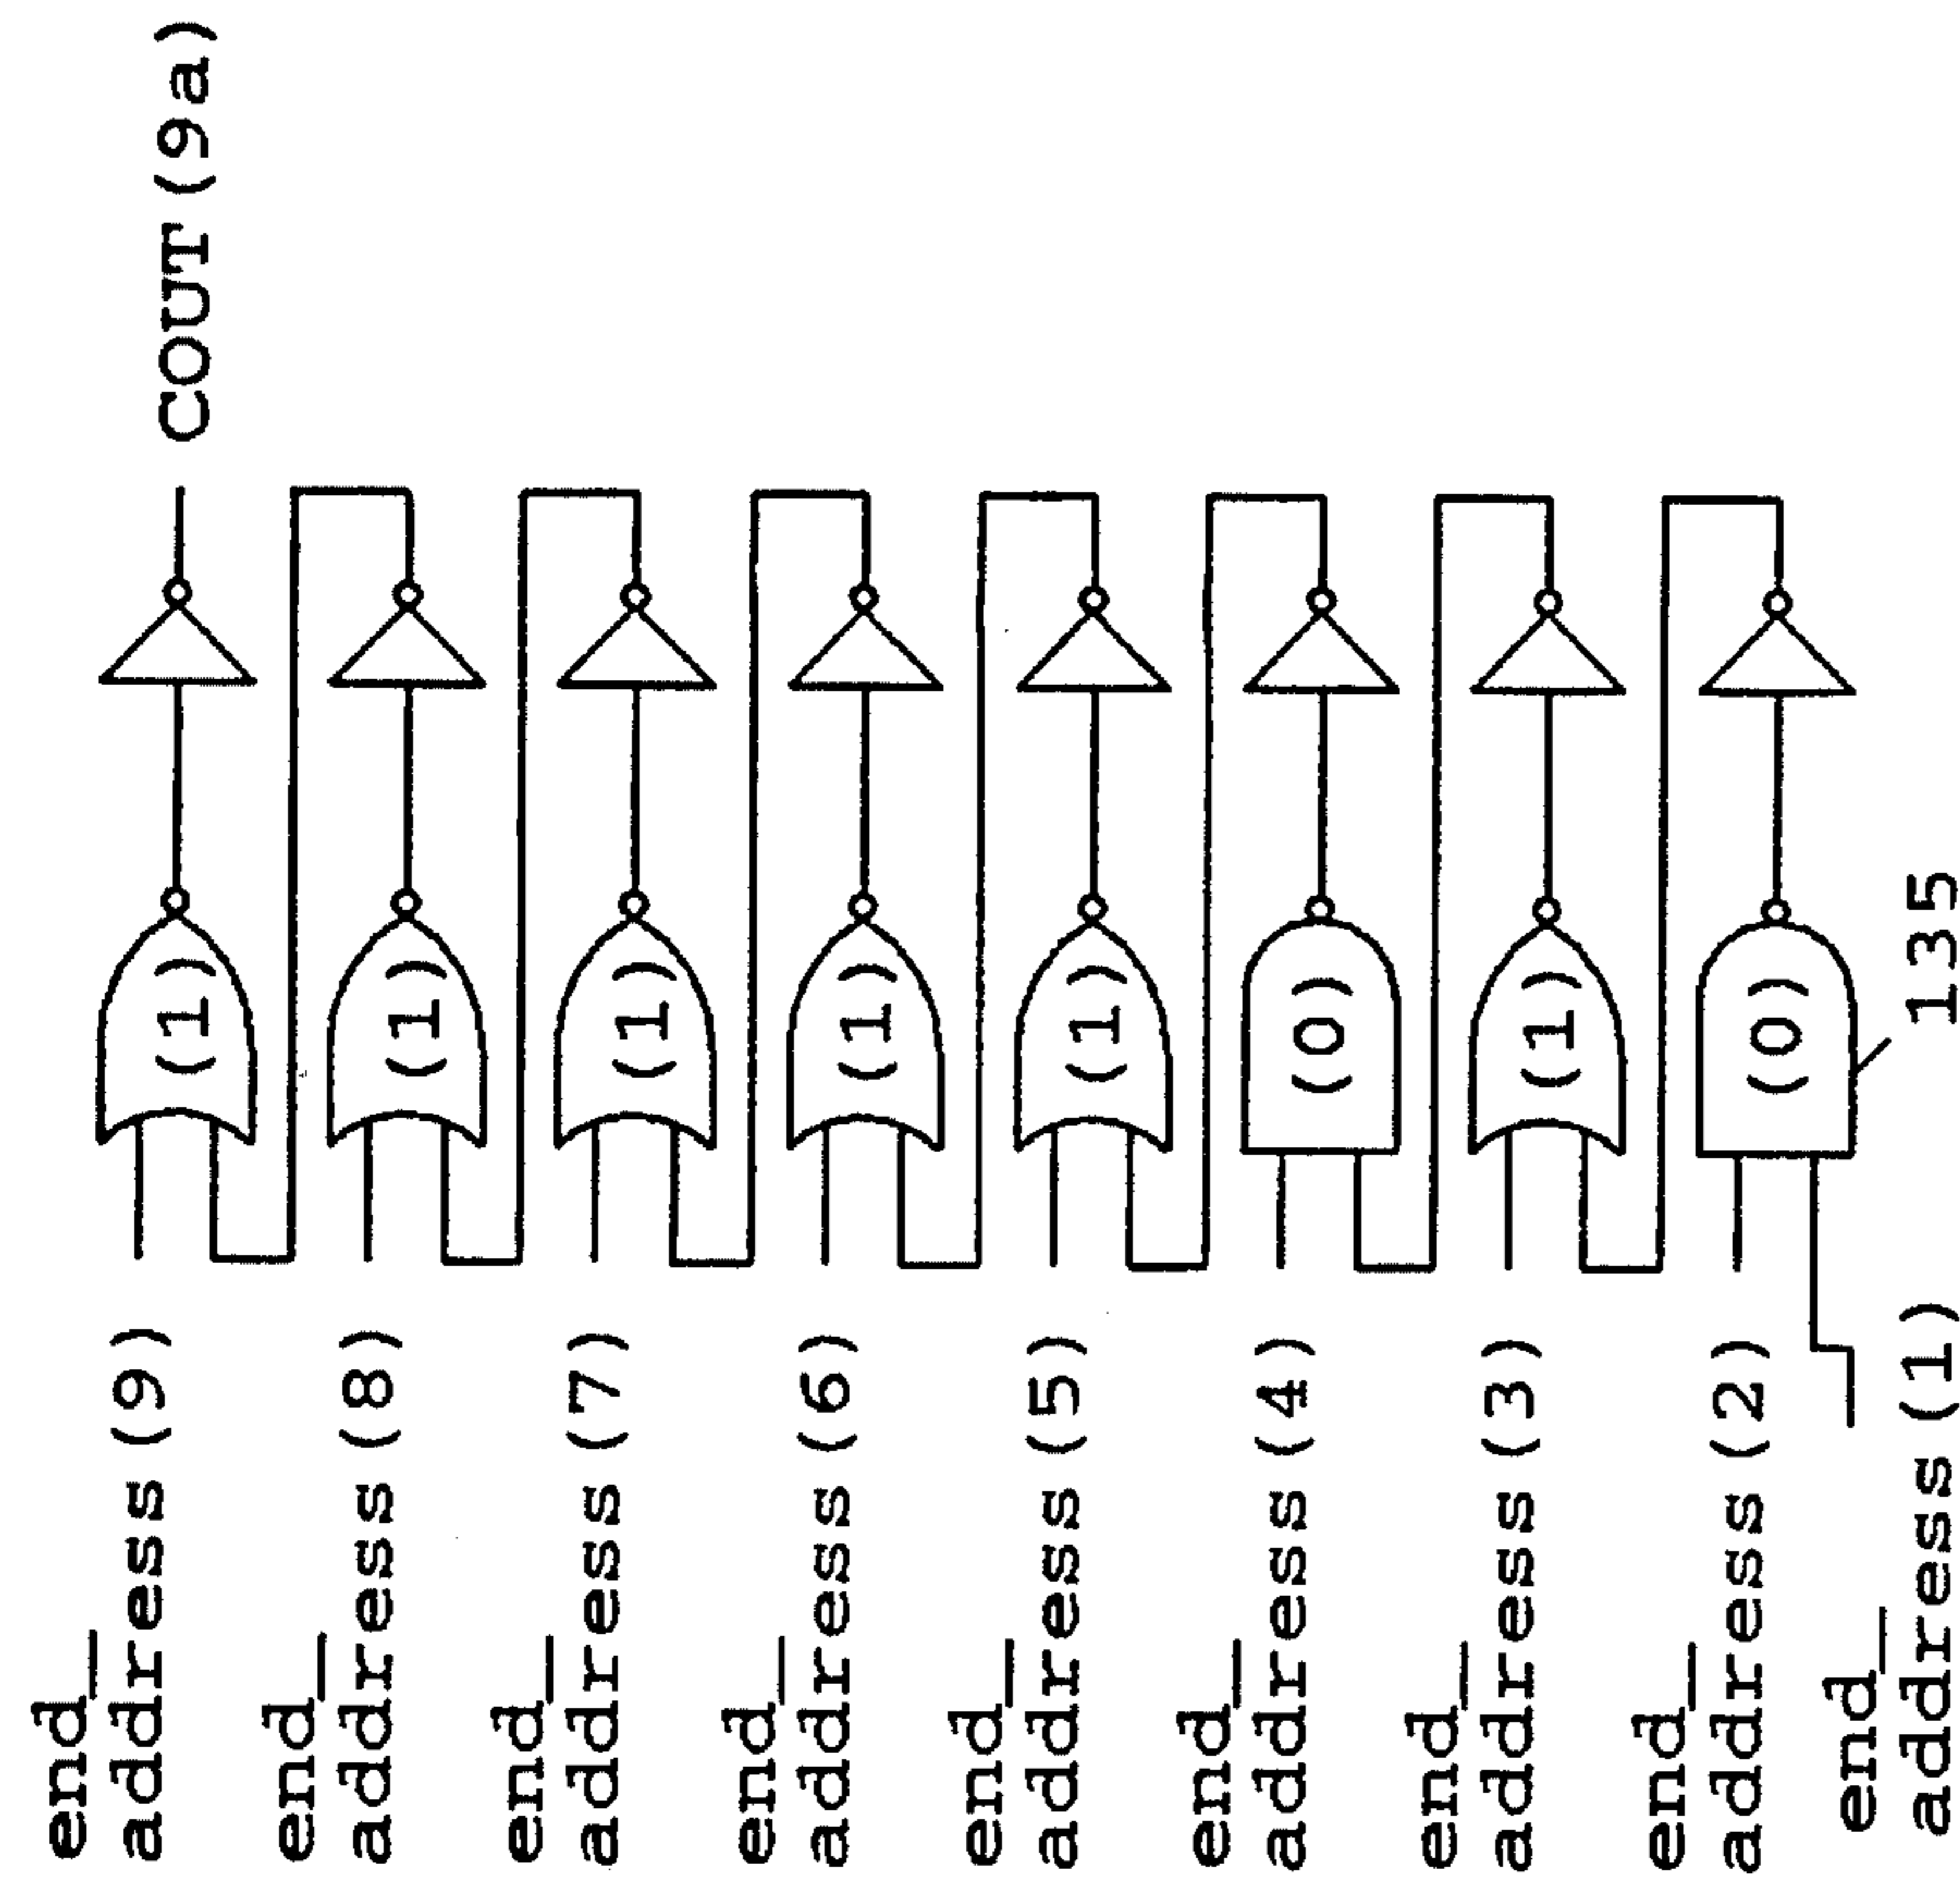 end_
address(9)
(1)
COUT(9a)
end_
address(8)
(1)
end_
address(7)
(1)
end_
address(6)
(1)
end_
address(5)
(1)
end_
address(4)
(0)
end_
address(3)
(1)
end_
address(2)
(0)
135
end_
address(1)